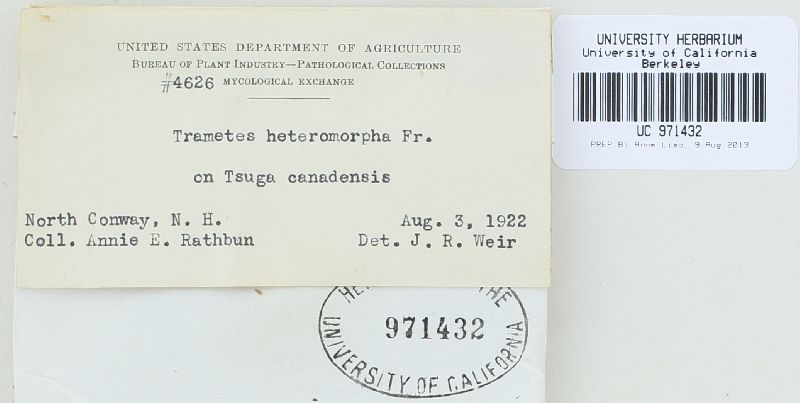 UNITED STATES DEPARTMENT OF AGRICULTURE
BUREAU OF PLANT INDUSTRY—PATHOLOGICAL COLLECTIONS
#4626 MYCOLOGICAL EXCHANGE
Trametes heteromorpha Fr.
on Tsuga canadensis
North Conway, N. H. Aug. 3, 1922
Coll. Annie E. Rathbun Det. J. R. Weir
UNIVERSITY HERBARIUM
University of California
Berkeley
UC 971432
PREP BY Anna Liao, 9 Aug 2013
THE
971432
UNIVERSITY OF CALIFORNIA